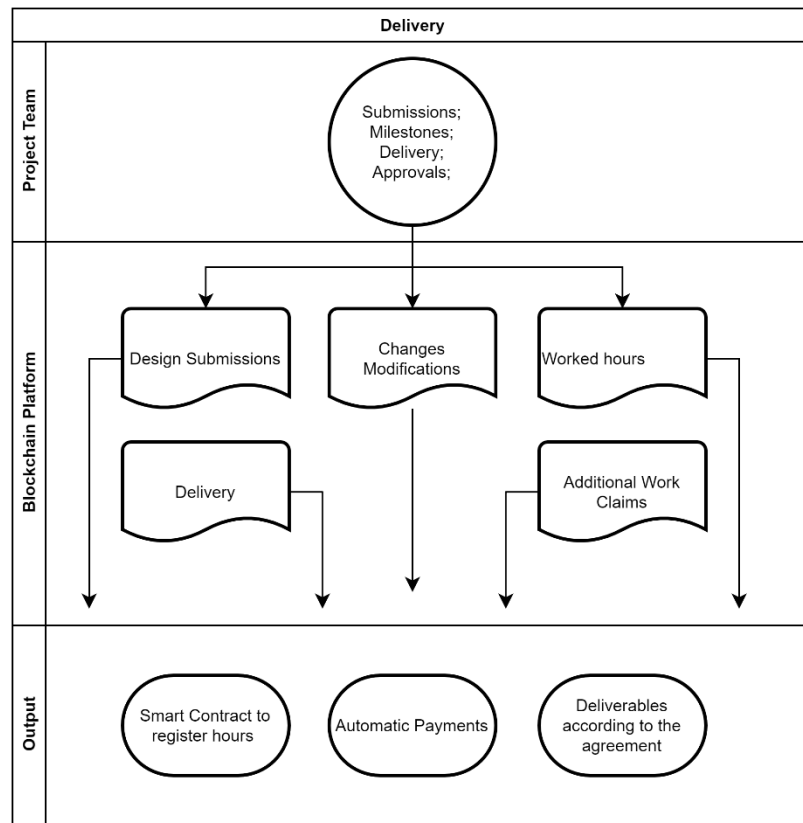 Delivery
Project Team
Submissions;
Milestones;
Delivery;
Approvals;
Blockchain Platform
Design Submissions
Changes
Modifications
Worked hours
Delivery
Additional Work
Claims
Output
Smart Contract to
register hours
Automatic Payments
Deliverables
according to the
agreement